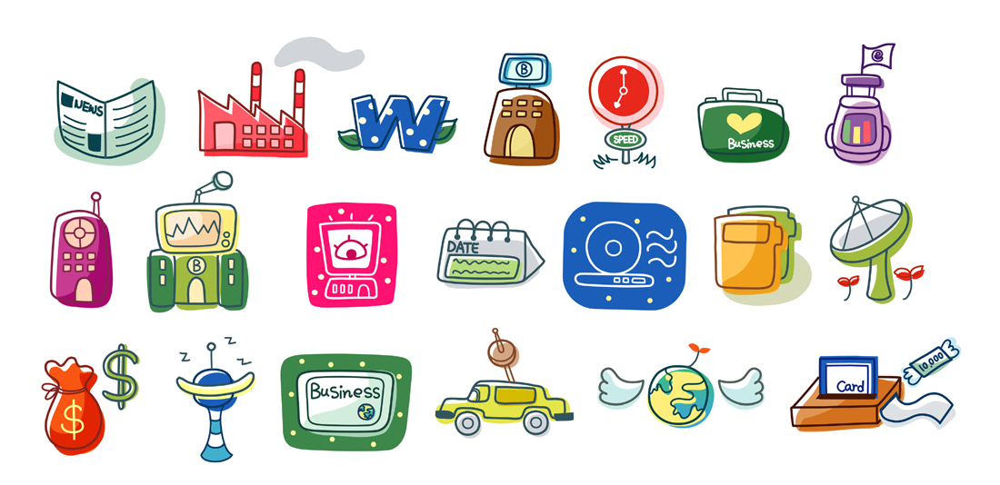 NEWS
W
B
SPEED
Business
e
B
DATE
$
$
z
z
z
Business
Card
10,000